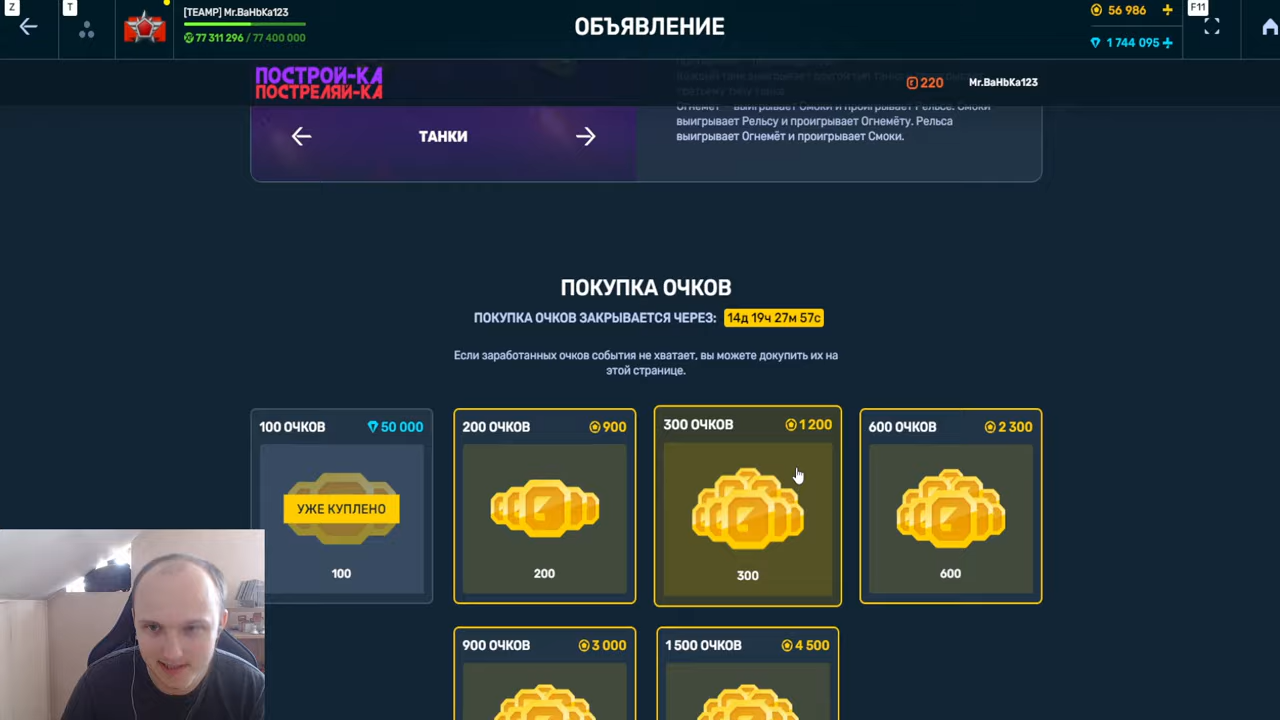 Z
T
[TEAMP] Mr.BaHbKa123
77 311 296 / 77 400 000
ОБЪЯВЛЕНИЕ
56 986
1 744 095
F11
ПОСТРОЙ-КА
ПОСТРЕЛЯЙ-КА
220
Mr.BaHbKa123
Огнемёт — выигрывает Смоки и проигрывает Рельсе. Смоки
выигрывает Рельсу и проигрывает Огнемёту. Рельса
выигрывает Огнемёт и проигрывает Смоки.
ТАНКИ
ПОКУПКА ОЧКОВ
ПОКУПКА ОЧКОВ ЗАКРЫВАЕТСЯ ЧЕРЕЗ: 14д 19ч 27м 57с
Если заработанных очков события не хватает, вы можете докупить их на
этой странице.
100 ОЧКОВ 50 000
УЖЕ КУПЛЕНО
100
200 ОЧКОВ 900
200
300 ОЧКОВ 1 200
300
600 ОЧКОВ 2 300
600
900 ОЧКОВ 3 000
1 500 ОЧКОВ 4 500